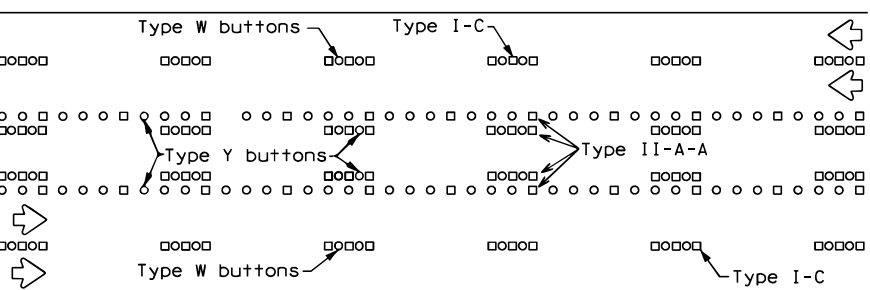 Type W buttons
Type I-C
Type Y buttons
Type II-A-A
Type W buttons
Type I-C